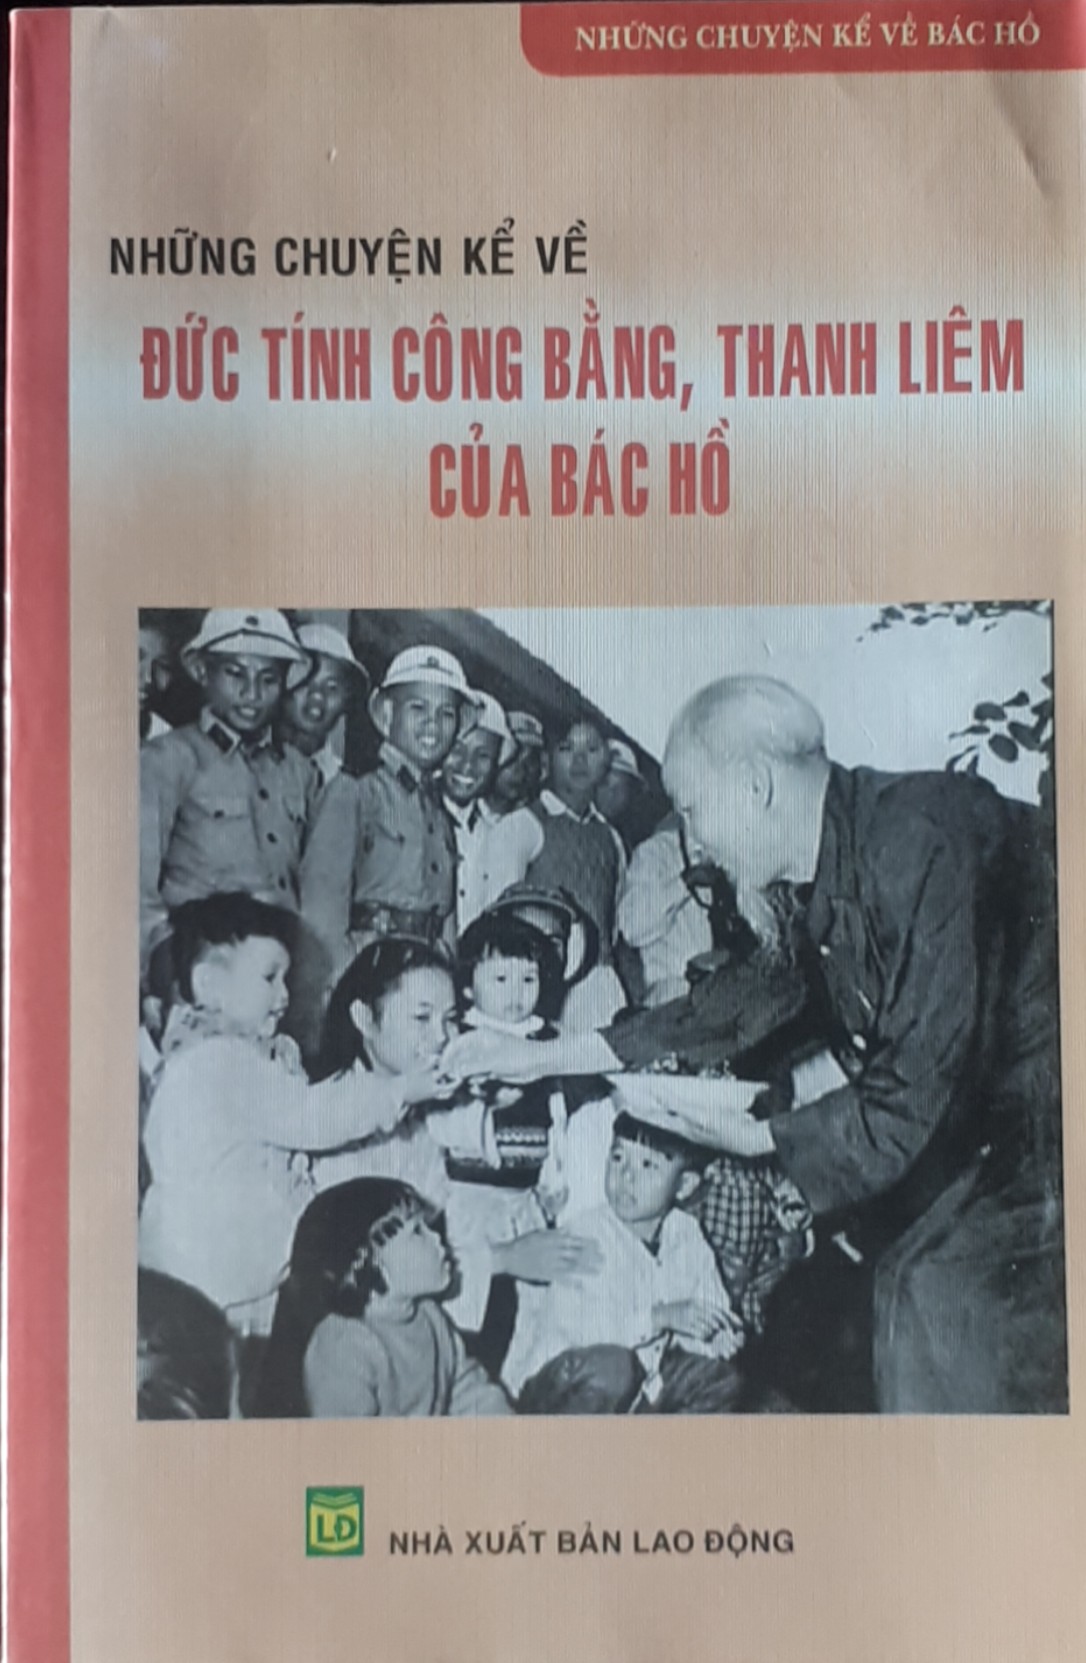 NHỮNG CHUYỆN KỂ VỀ BÁC HỒ
NHỮNG CHUYỆN KỂ VỀ
ĐỨC TÍNH CÔNG BẰNG, THANH LIÊM
CỦA BÁC HỒ
LĐ
NHÀ XUẤT BẢN LAO ĐỘNG